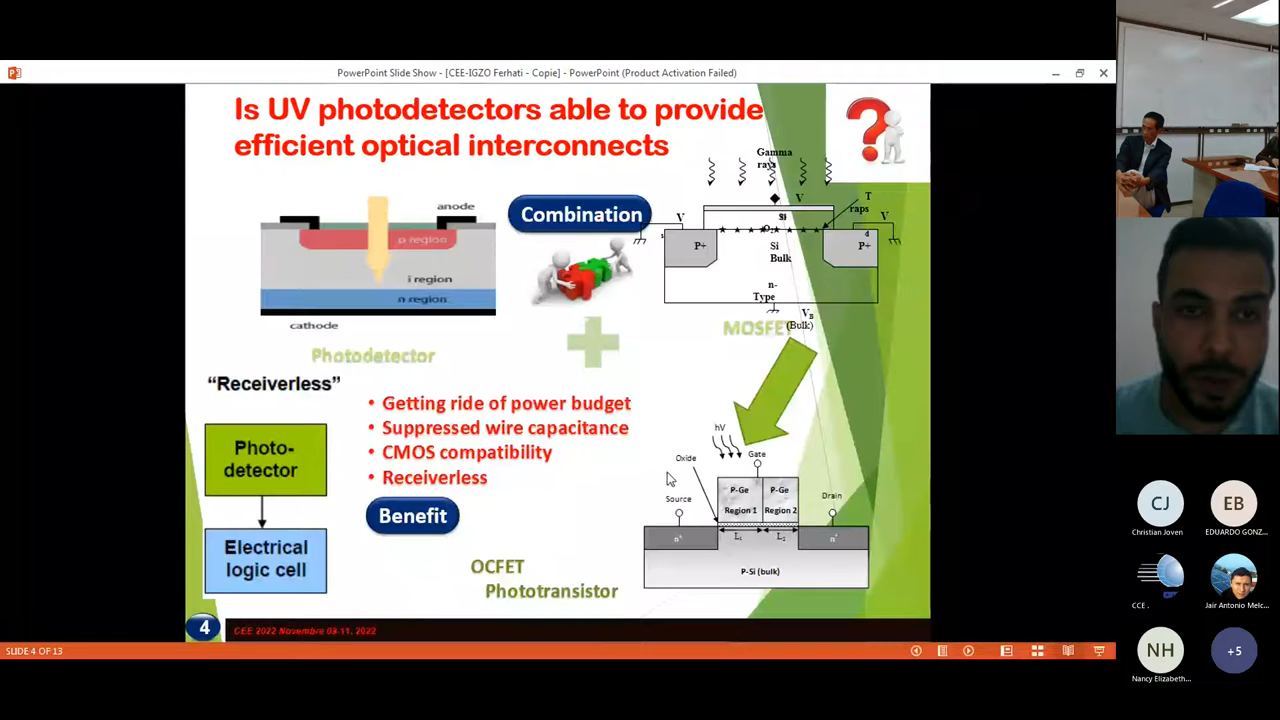 PowerPoint Slide Show - [CEE-IGZO Ferhati - Copie] - PowerPoint (Product Activation Failed)
Is UV photodetectors able to provide
efficient optical interconnects
anode
p region
i region
n region
cathode
Photodetector
Combination
Gamma
rays
V
T
raps
V
V
d
Si
P+
Si
Bulk
P+
n-
Type
VB
(Bulk)
MOSFET
“Receiverless”
Photo-
detector
Electrical
logic cell
• Getting ride of power budget
• Suppressed wire capacitance
• CMOS compatibility
• Receiverless
Benefit
OCFET
Phototransistor
hV
Oxide
Gate
Source
Drain
P-Ge
Region 1
P-Ge
Region 2
L1
L2
n+
n+
P-Si (bulk)
4
CEE 2022 Novembre 09-11, 2022
SLIDE 4 OF 13
CJ
Christian Joven
EB
EDUARDO GONZ...
CCE .
Jair Antonio Melc...
NH
Nancy Elizabeth...
+5